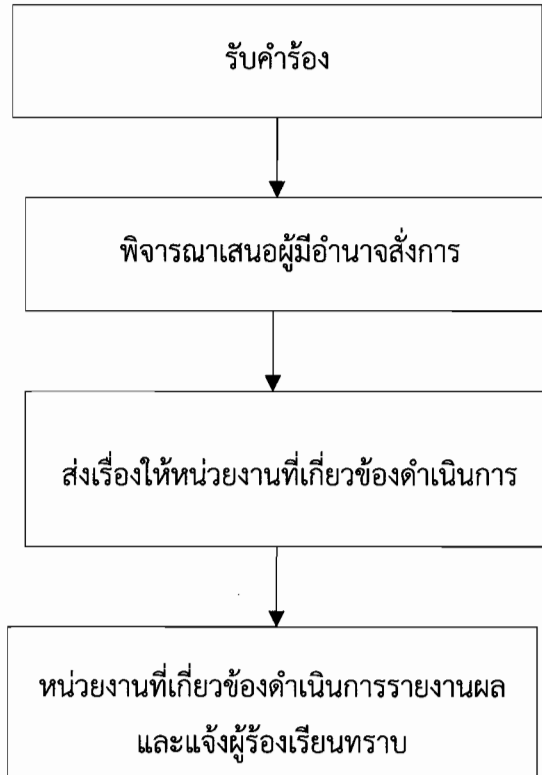 รับคำร้อง
พิจารณาเสนอผู้มีอำนาจสั่งการ
ส่งเรื่องให้หน่วยงานที่เกี่ยวข้องดำเนินการ
หน่วยงานที่เกี่ยวข้องดำเนินการรายงานผล
และแจ้งผู้ร้องเรียนทราบ